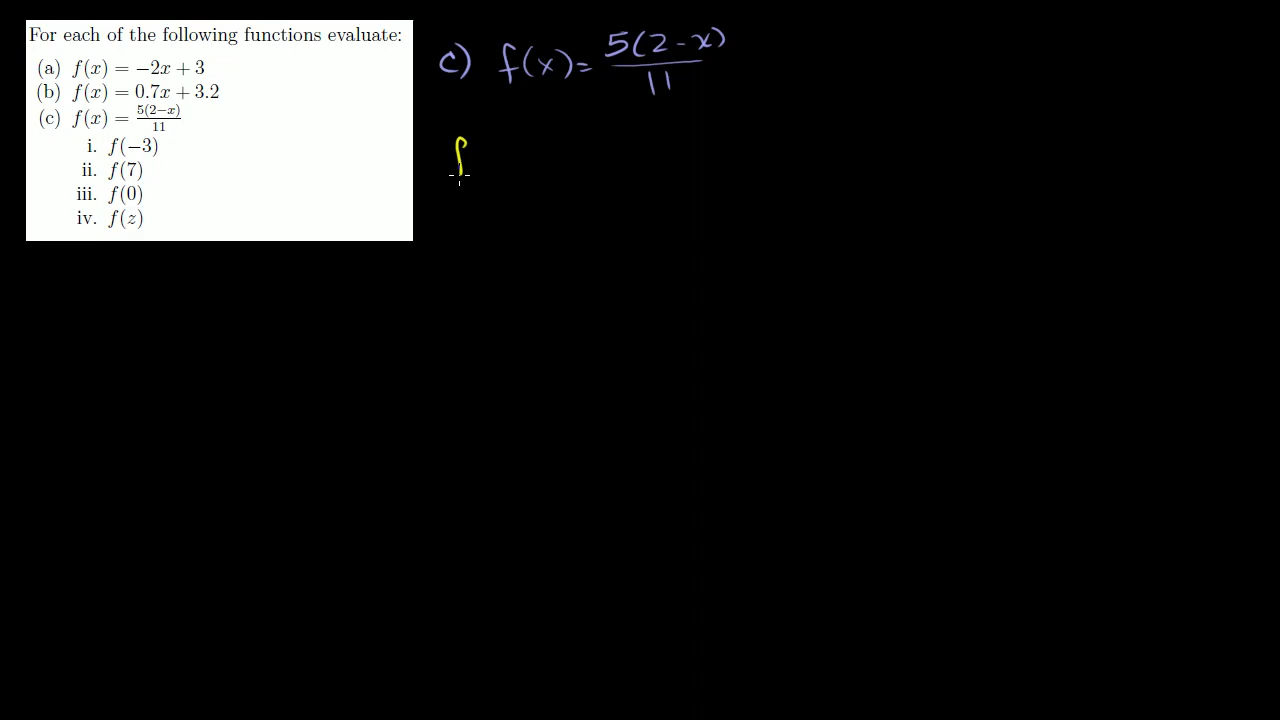 For each of the following functions evaluate:
(a) f(x) = −2x + 3
(b) f(x) = 0.7x + 3.2
(c) f(x) = 5(2−x)/11
i. f(−3)
ii. f(7)
iii. f(0)
iv. f(z)
c) f(x) = 5(2-x)/11
f